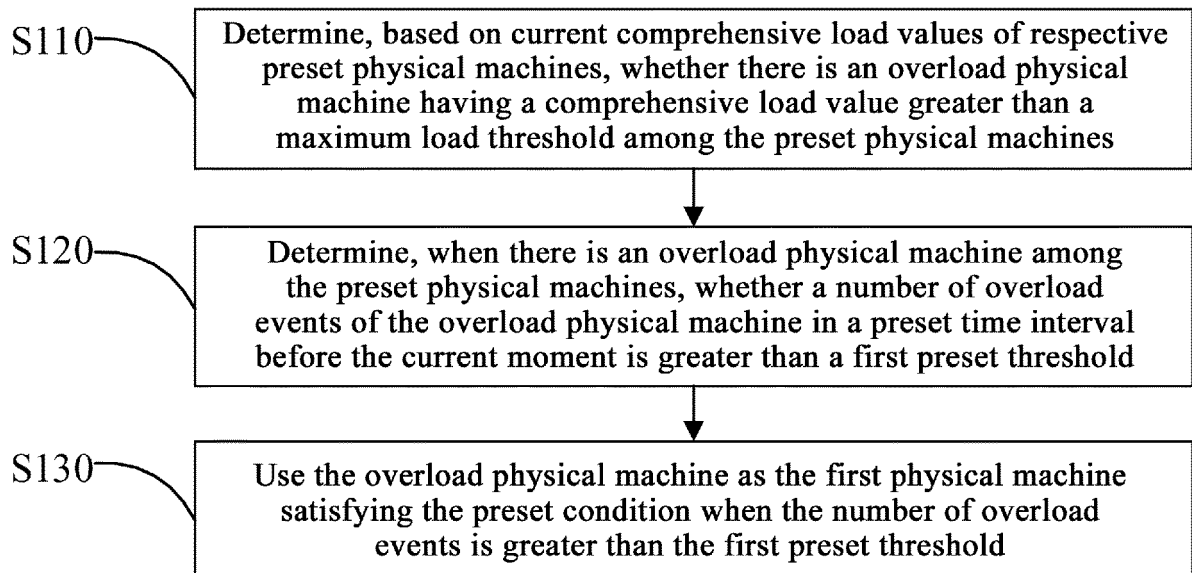 S110
Determine, based on current comprehensive load values of respective
preset physical machines, whether there is an overload physical
machine having a comprehensive load value greater than a
maximum load threshold among the preset physical machines
S120
Determine, when there is an overload physical machine among
the preset physical machines, whether a number of overload
events of the overload physical machine in a preset time interval
before the current moment is greater than a first preset threshold
S130
Use the overload physical machine as the first physical machine
satisfying the preset condition when the number of overload
events is greater than the first preset threshold